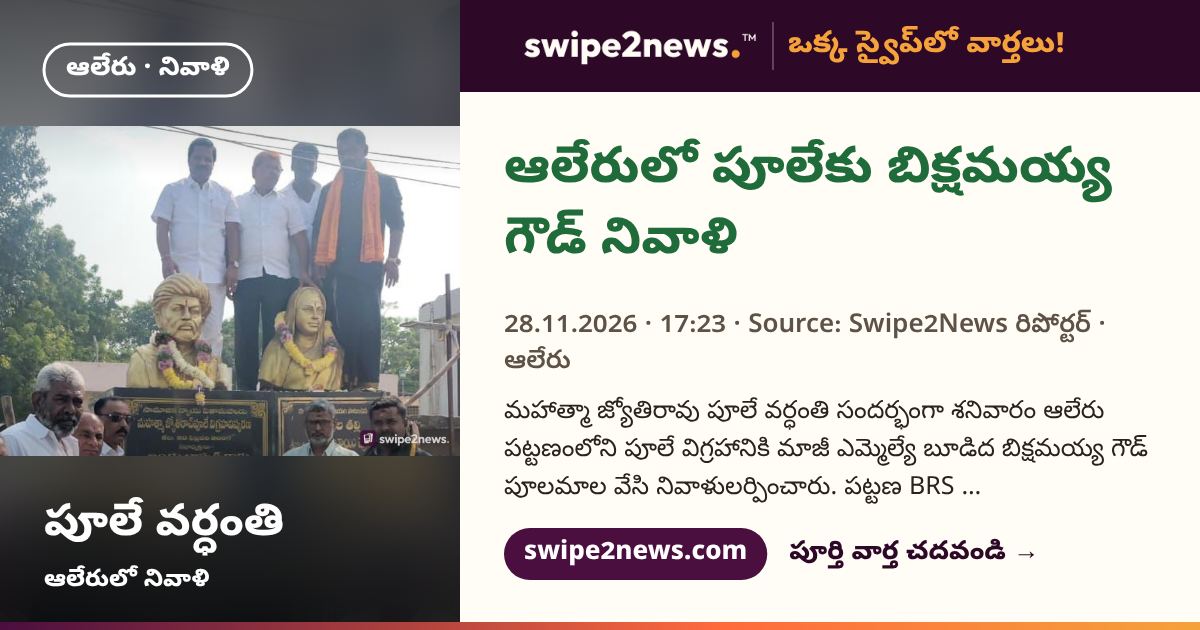 ఆలేరు · నివాళి
swipe2news.™
ఒక్క స్వైప్‌లో వార్తలు!
ఆలేరులో పూలేకు బిక్షమయ్య
గౌడ్ నివాళి
28.11.2026 · 17:23 · Source: Swipe2News రిపోర్టర్ ·
ఆలేరు
మహాత్మా జ్యోతిరావు పూలే వర్ధంతి సందర్భంగా శనివారం ఆలేరు
పట్టణంలోని పూలే విగ్రహానికి మాజీ ఎమ్మెల్యే బూడిద బిక్షమయ్య గౌడ్
పూలమాల వేసి నివాళులర్పించారు. పట్టణ BRS ...
swipe2news.com
పూర్తి వార్త చదవండి →
సామాజిక న్యాయ పితామహుడు
swipe2news.
పూలే వర్ధంతి
ఆలేరులో నివాళి